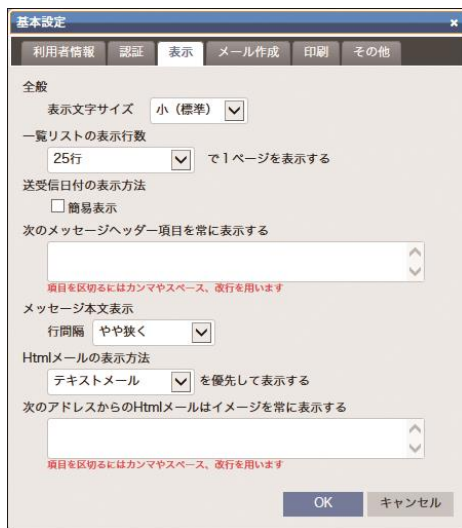 基本設定
利用者情報 認証 表示 メール作成 印刷 その他
全般
表示文字サイズ 小（標準）
一覧リストの表示行数
25行 で1ページを表示する
送受信日付の表示方法
簡易表示
次のメッセージヘッダー項目を常に表示する
項目を区切るにはカンマやスペース、改行を用います
メッセージ本文表示
行間隔 やや狭く
Htmlメールの表示方法
テキストメール を優先して表示する
次のアドレスからのHtmlメールはイメージを常に表示する
項目を区切るにはカンマやスペース、改行を用います
OK キャンセル